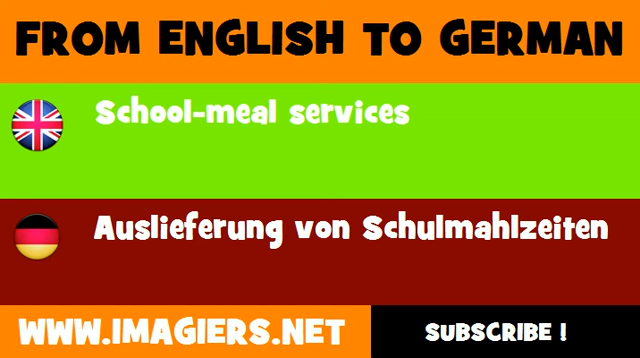 FROM ENGLISH TO GERMAN
School-meal services
Auslieferung von Schulmahlzeiten
WWW.IMAGIERS.NET
SUBSCRIBE !